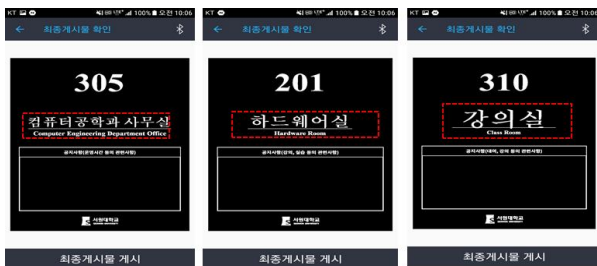 KT 100% 오전 10:06
최종게시물 확인
305
컴퓨터공학과 사무실
Computer Engineering Department Office
공지사항(운영시간 등의 관련사항)
서원대학교
최종게시물 게시
KT 100% 오전 10:06
최종게시물 확인
201
하드웨어실
Hardware Room
공지사항(강의, 실습 등의 관련사항)
서원대학교
최종게시물 게시
KT 100% 오전 10:06
최종게시물 확인
310
강의실
Class Room
공지사항(대여, 강의 등의 관련사항)
서원대학교
최종게시물 게시